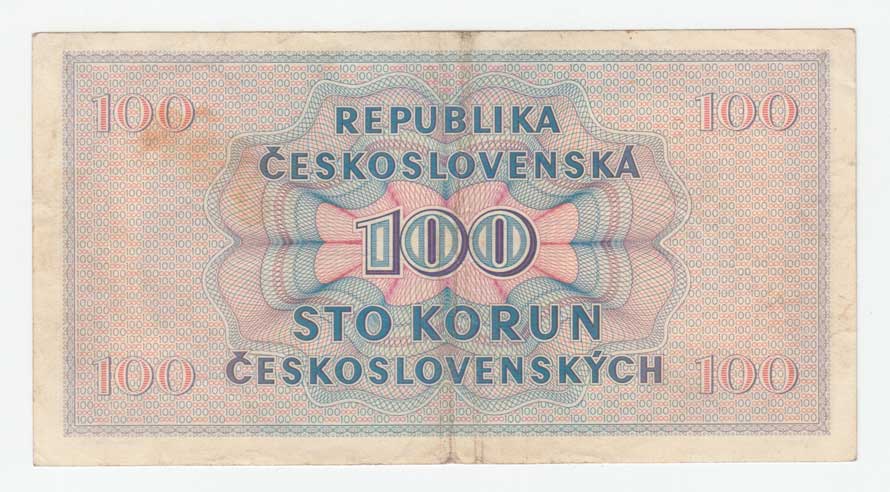 100 100
REPUBLIKA
ČESKOSLOVENSKÁ
100
STO KORUN
ČESKOSLOVENSKÝCH
100 100